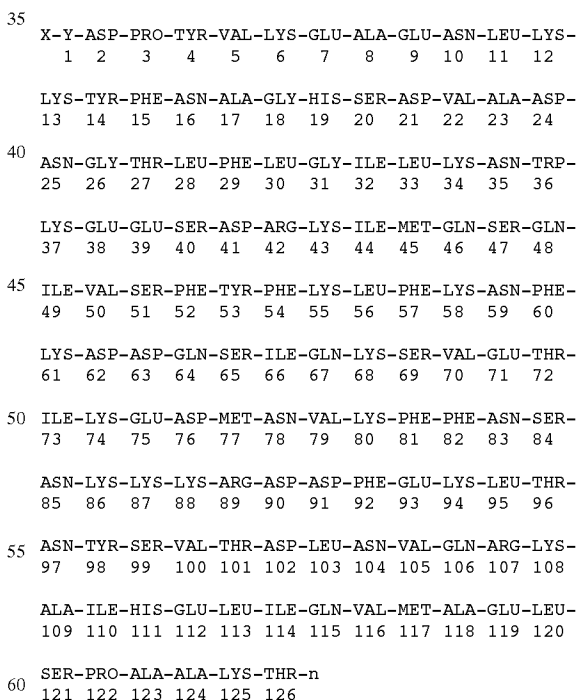 35
X-Y-ASP-PRO-TYR-VAL-LYS-GLU-ALA-GLU-ASN-LEU-LYS-
1 2 3 4 5 6 7 8 9 10 11 12
LYS-TYR-PHE-ASN-ALA-GLY-HIS-SER-ASP-VAL-ALA-ASP-
13 14 15 16 17 18 19 20 21 22 23 24
40
ASN-GLY-THR-LEU-PHE-LEU-GLY-ILE-LEU-LYS-ASN-TRP-
25 26 27 28 29 30 31 32 33 34 35 36
LYS-GLU-GLU-SER-ASP-ARG-LYS-ILE-MET-GLN-SER-GLN-
37 38 39 40 41 42 43 44 45 46 47 48
45
ILE-VAL-SER-PHE-TYR-PHE-LYS-LEU-PHE-LYS-ASN-PHE-
49 50 51 52 53 54 55 56 57 58 59 60
LYS-ASP-ASP-GLN-SER-ILE-GLN-LYS-SER-VAL-GLU-THR-
61 62 63 64 65 66 67 68 69 70 71 72
50
ILE-LYS-GLU-ASP-MET-ASN-VAL-LYS-PHE-PHE-ASN-SER-
73 74 75 76 77 78 79 80 81 82 83 84
ASN-LYS-LYS-LYS-ARG-ASP-ASP-PHE-GLU-LYS-LEU-THR-
85 86 87 88 89 90 91 92 93 94 95 96
55
ASN-TYR-SER-VAL-THR-ASP-LEU-ASN-VAL-GLN-ARG-LYS-
97 98 99 100 101 102 103 104 105 106 107 108
ALA-ILE-HIS-GLU-LEU-ILE-GLN-VAL-MET-ALA-GLU-LEU-
109 110 111 112 113 114 115 116 117 118 119 120
SER-PRO-ALA-ALA-LYS-THR-n
60
121 122 123 124 125 126